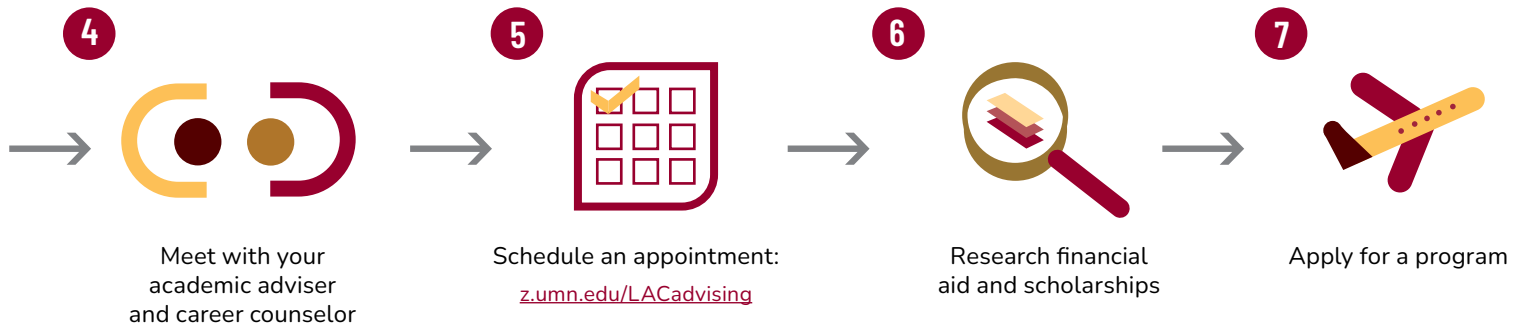 4
Meet with your
academic adviser
and career counselor
5
Schedule an appointment:
z.umn.edu/LACadvising
6
Research financial
aid and scholarships
7
Apply for a program